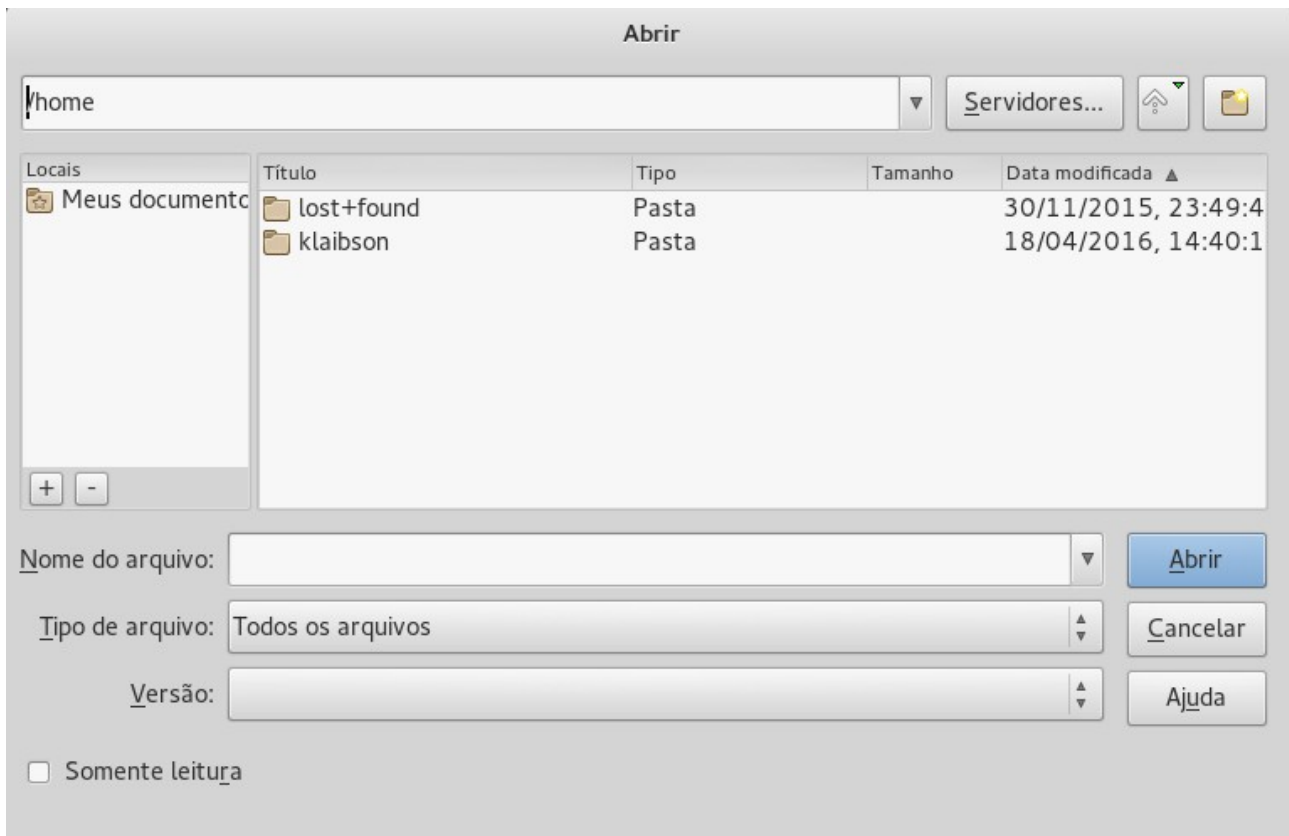 Abrir
/home
Servidores...
Locais
Título
Tipo
Tamanho
Data modificada
Meus documento
lost+found
Pasta
30/11/2015, 23:49:4
klaibson
Pasta
18/04/2016, 14:40:1
+
-
Nome do arquivo:
Abrir
Tipo de arquivo:
Todos os arquivos
Cancelar
Versão:
Ajuda
Somente leitura